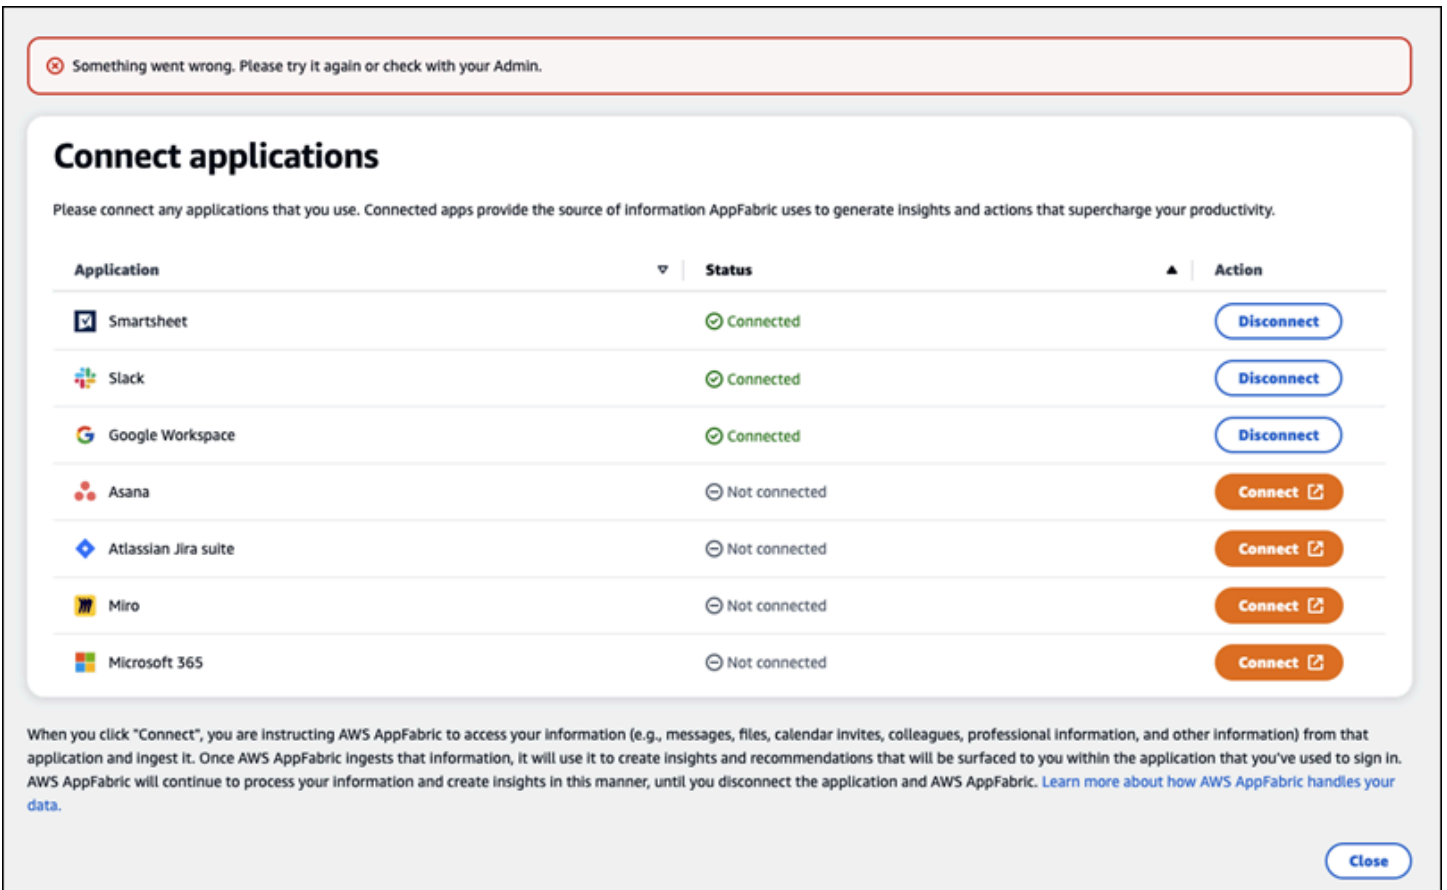 Something went wrong. Please try it again or check with your Admin.
Connect applications
Please connect any applications that you use. Connected apps provide the source of information AppFabric uses to generate insights and actions that supercharge your productivity.
Application Status Action
Smartsheet Connected Disconnect
Slack Connected Disconnect
Google Workspace Connected Disconnect
Asana Not connected Connect
Atlassian Jira suite Not connected Connect
Miro Not connected Connect
Microsoft 365 Not connected Connect
When you click "Connect", you are instructing AWS AppFabric to access your information (e.g., messages, files, calendar invites, colleagues, professional information, and other information) from that
application and ingest it. Once AWS AppFabric ingests that information, it will use it to create insights and recommendations that will be surfaced to you within the application that you've used to sign in.
AWS AppFabric will continue to process your information and create insights in this manner, until you disconnect the application and AWS AppFabric. Learn more about how AWS AppFabric handles your
data.
Close